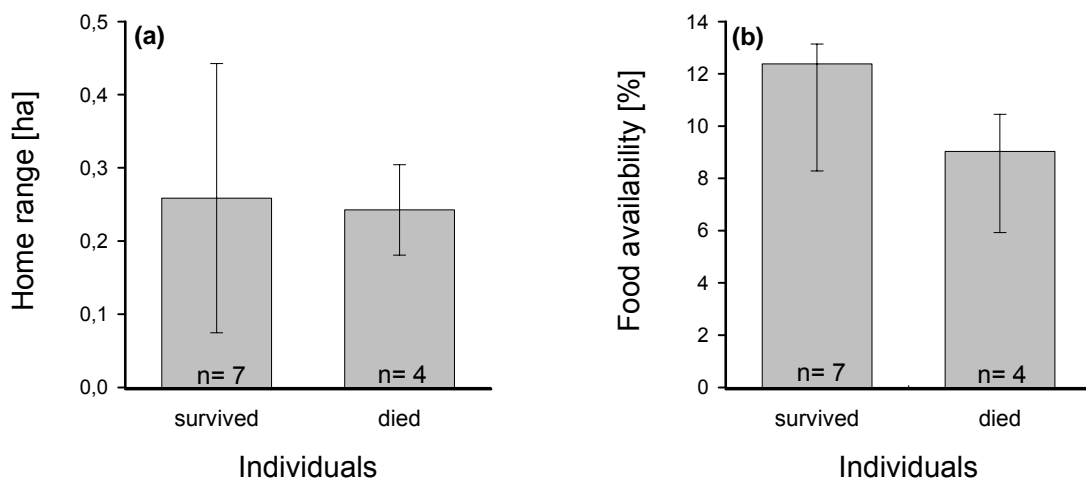 (a)
Home range [ha]
0,5
0,4
0,3
0,2
0,1
0,0
n= 7
n= 4
survived
died
Individuals
(b)
Food availability [%]
14
12
10
8
6
4
2
0
n= 7
n= 4
survived
died
Individuals